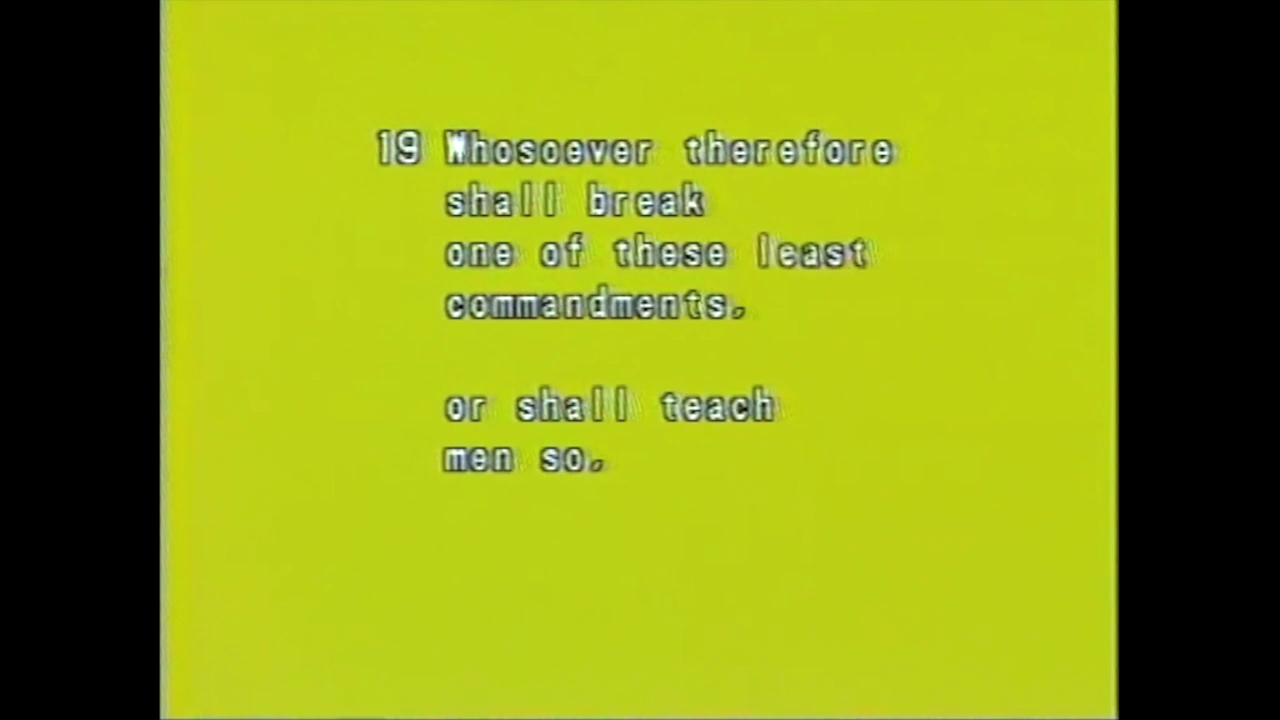 19 Whosoever therefore
shall break
one of these least
commandments,
or shall teach
men so,